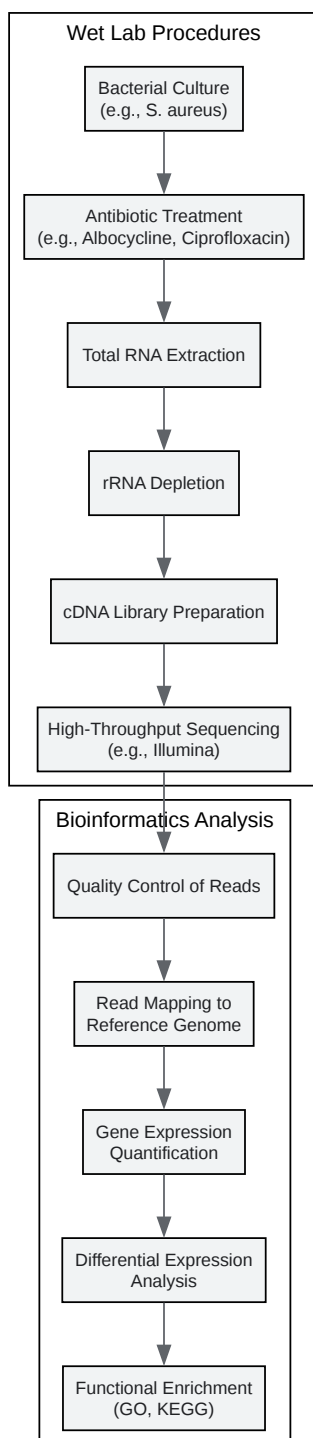 Wet Lab Procedures
Bacterial Culture
(e.g., S. aureus)
Antibiotic Treatment
(e.g., Albocycline, Ciprofloxacin)
Total RNA Extraction
rRNA Depletion
cDNA Library Preparation
High-Throughput Sequencing
(e.g., Illumina)
Bioinformatics Analysis
Quality Control of Reads
Read Mapping to
Reference Genome
Gene Expression
Quantification
Differential Expression
Analysis
Functional Enrichment
(GO, KEGG)